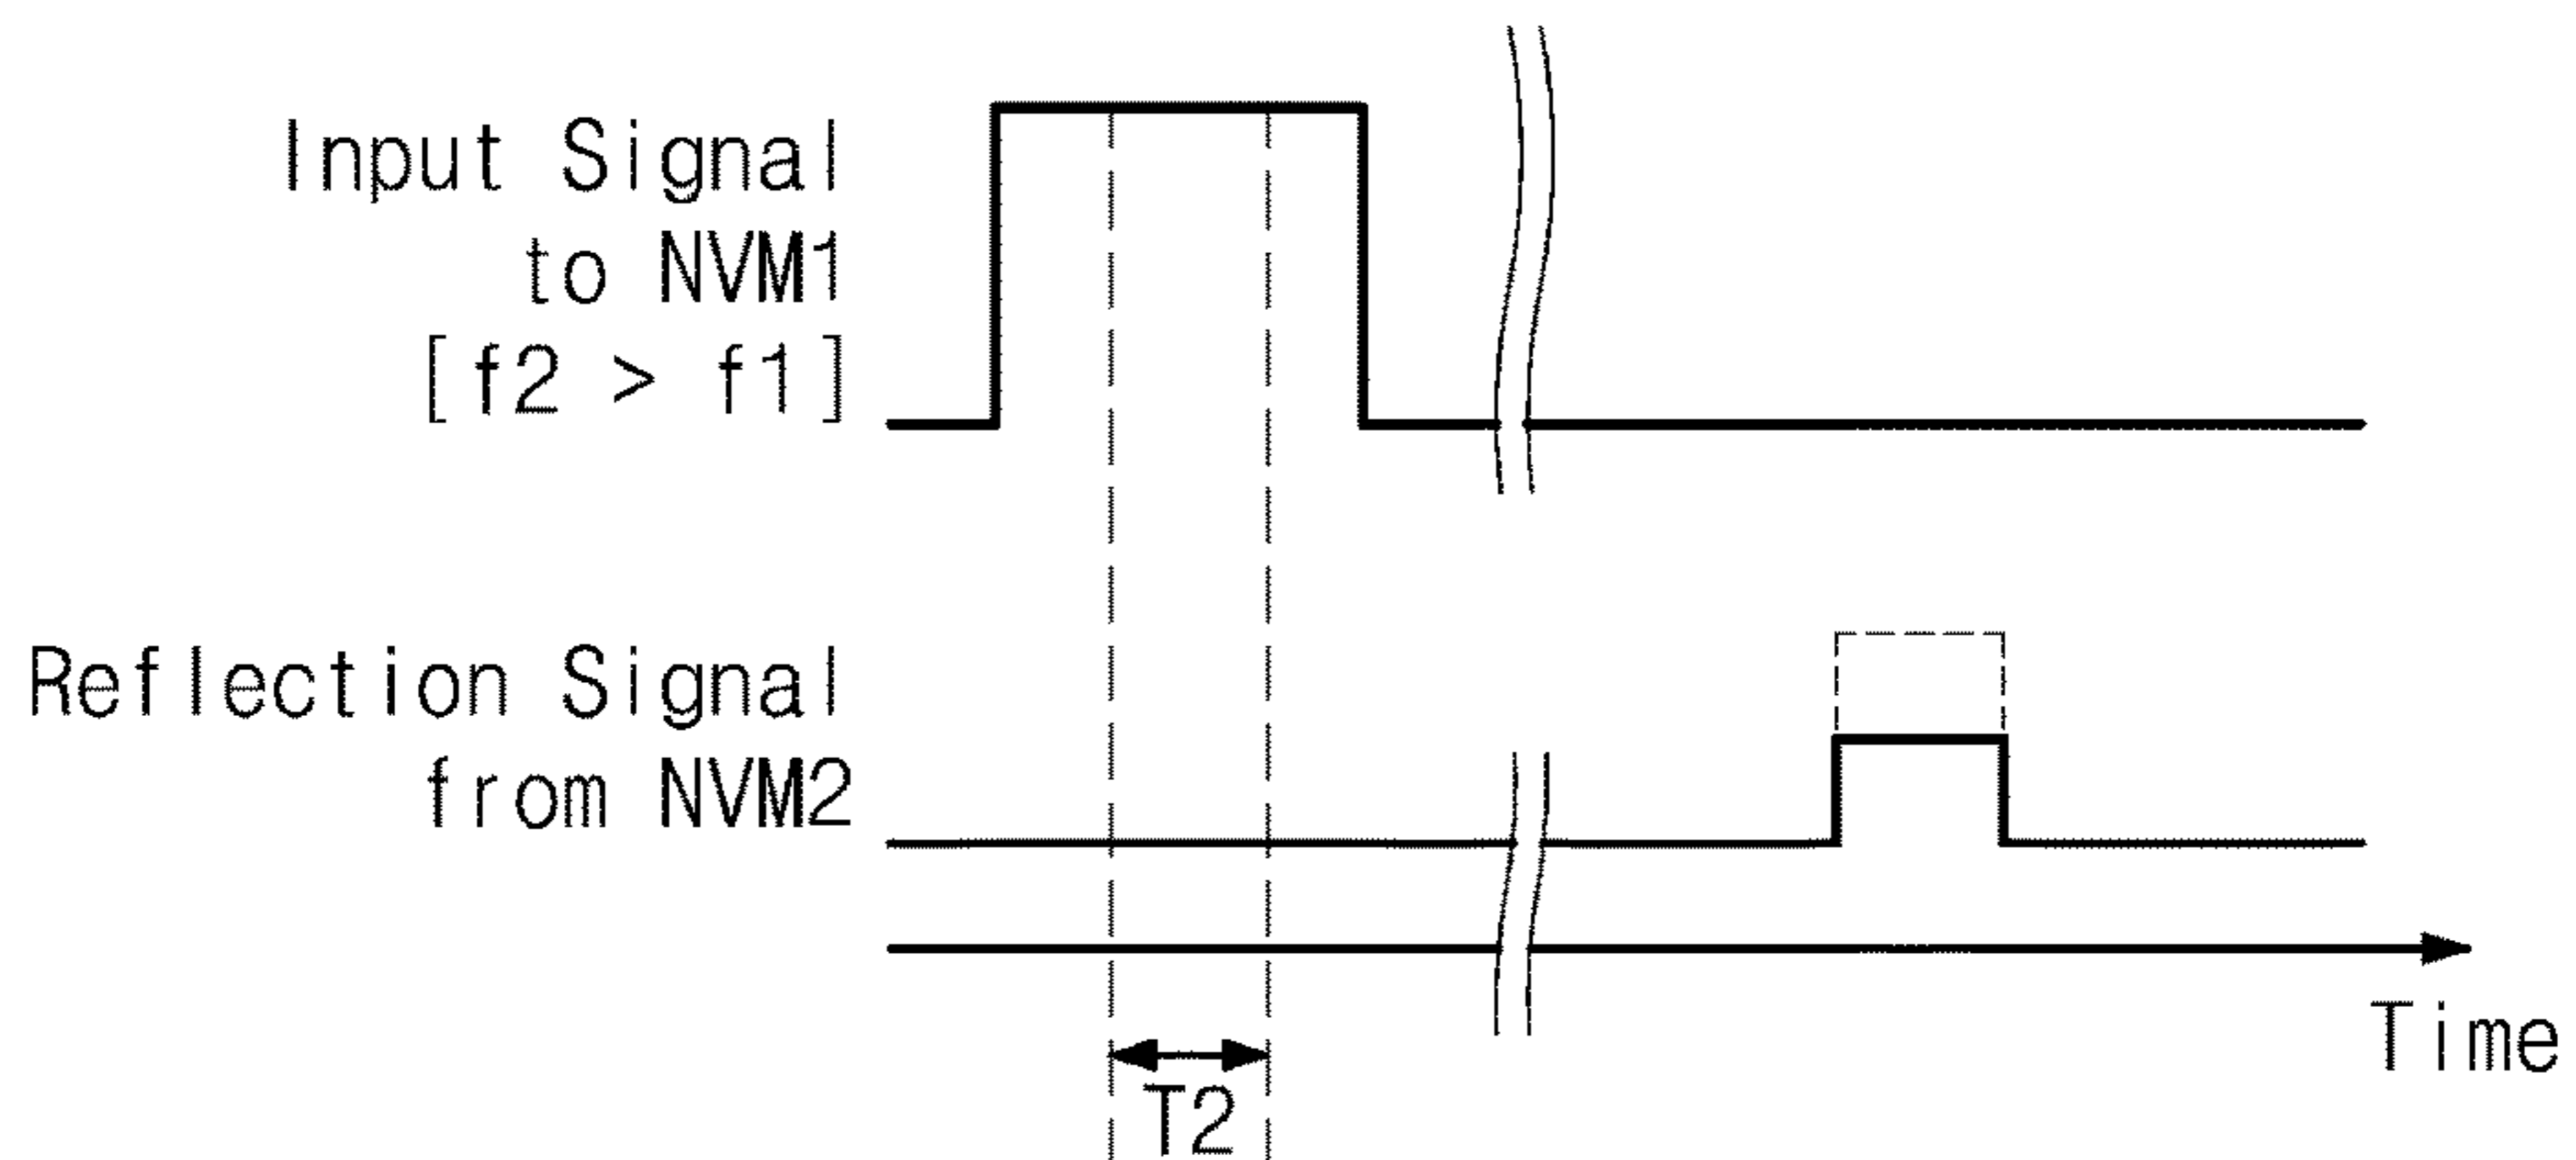 Input Signal
to NVM1
[f2 > f1]
Reflection Signal
from NVM2
Time
T2